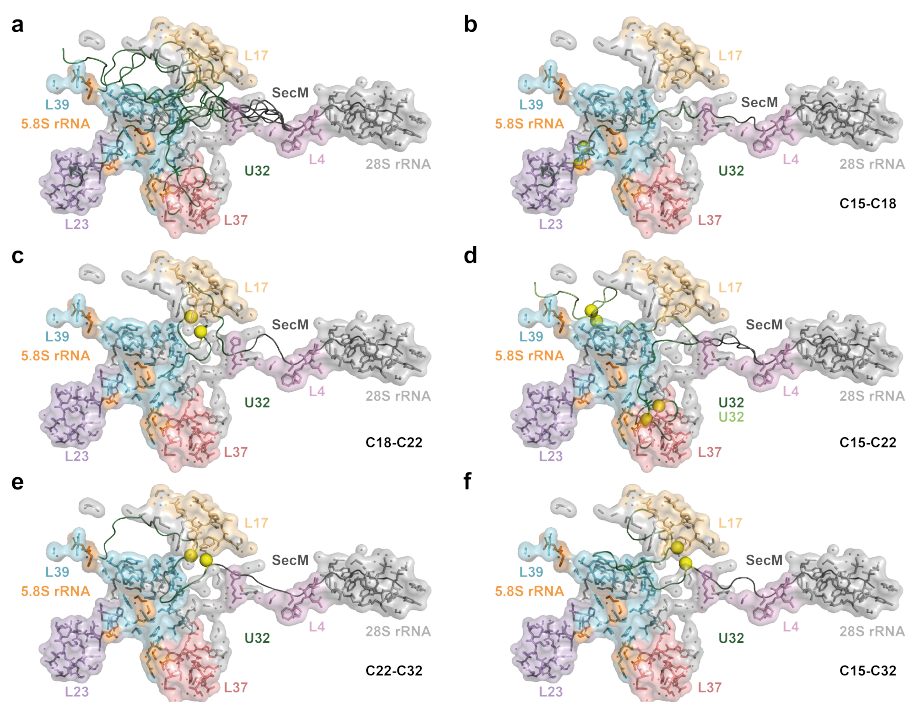 a
L17
SecM
L39
5.8S rRNA
L4
28S rRNA
U32
L23
L37
b
L17
SecM
L39
5.8S rRNA
L4
28S rRNA
U32
C15-C18
L23
L37
c
L17
SecM
L39
5.8S rRNA
L4
28S rRNA
U32
C18-C22
L23
L37
d
L17
SecM
L39
5.8S rRNA
L4
28S rRNA
U32
U32
C15-C22
L23
L37
e
L17
SecM
L39
5.8S rRNA
L4
28S rRNA
U32
C22-C32
L23
L37
f
L17
SecM
L39
5.8S rRNA
L4
28S rRNA
U32
C15-C32
L23
L37